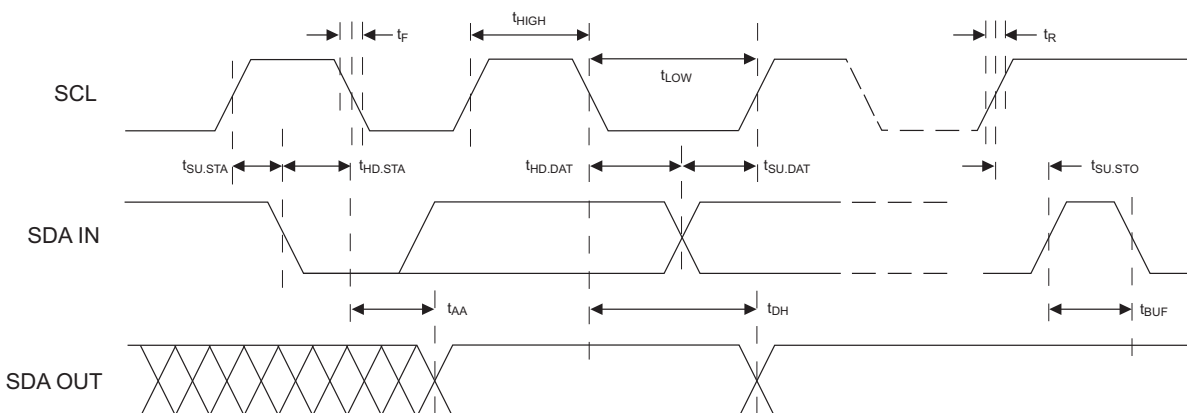 tHIGH
tF
tR
SCL
tLOW
tSU.STA
tHD.STA
tHD.DAT
tSU.DAT
tSU.STO
SDA IN
tAA
tDH
tBUF
SDA OUT